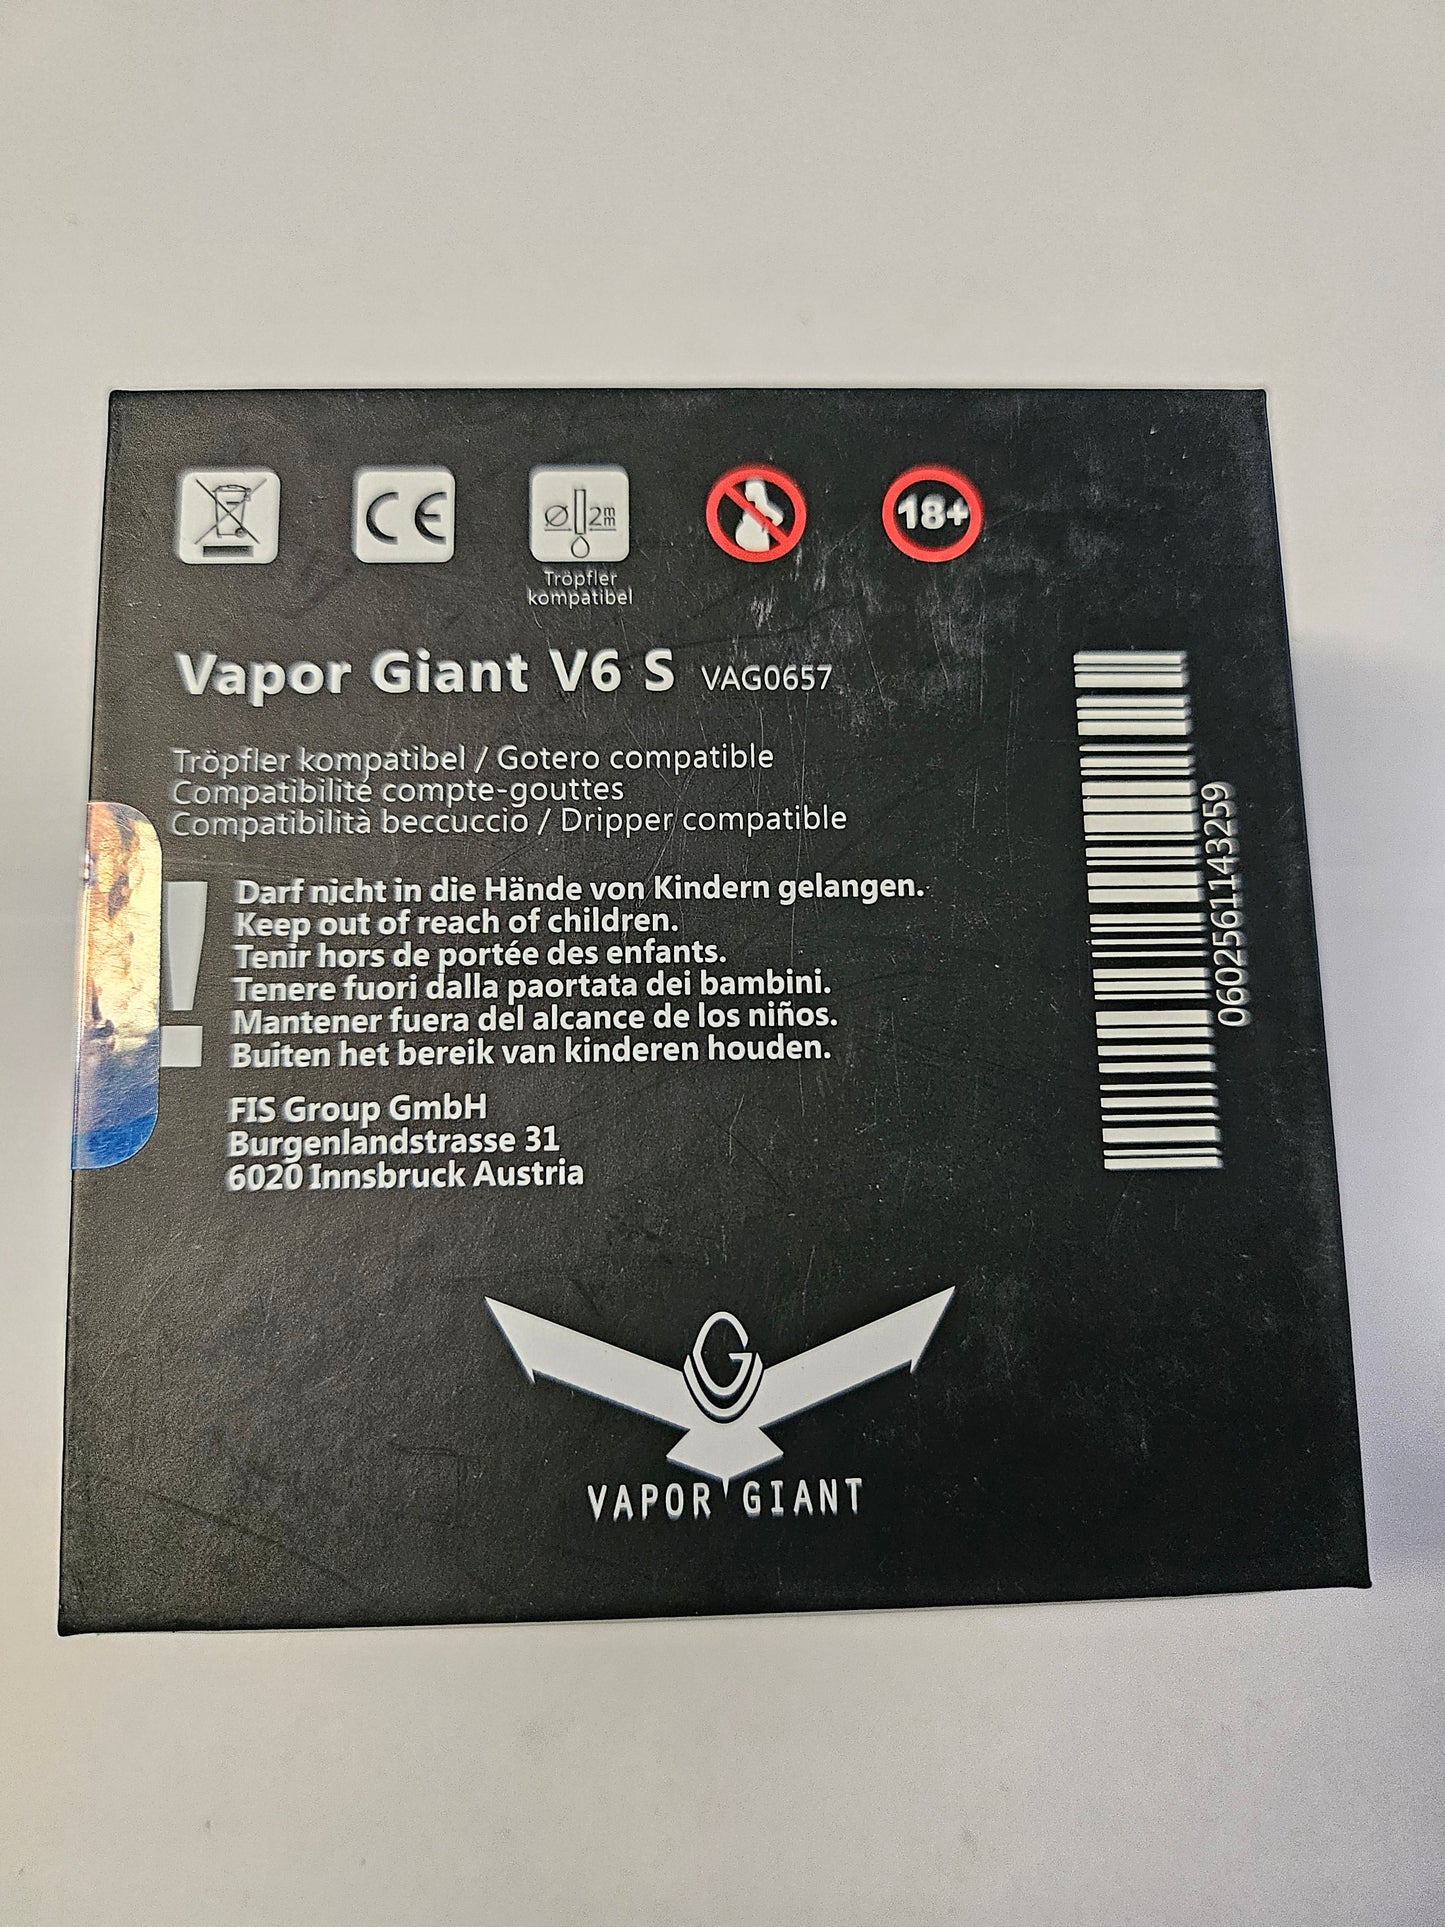 CE
Ø 2mm
Tröpfler
kompatibel
18+
Vapor Giant V6 S VAG0657
Tröpfler kompatibel / Gotero compatible
Compatibilité compte-gouttes
Compatibilità beccuccio / Dripper compatible
!
Darf nicht in die Hände von Kindern gelangen.
Keep out of reach of children.
Tenir hors de portée des enfants.
Tenere fuori dalla paortata dei bambini.
Mantener fuera del alcance de los niños.
Buiten het bereik van kinderen houden.
FIS Group GmbH
Burgenlandstrasse 31
6020 Innsbruck Austria
0602561143259
G
VAPOR GIANT